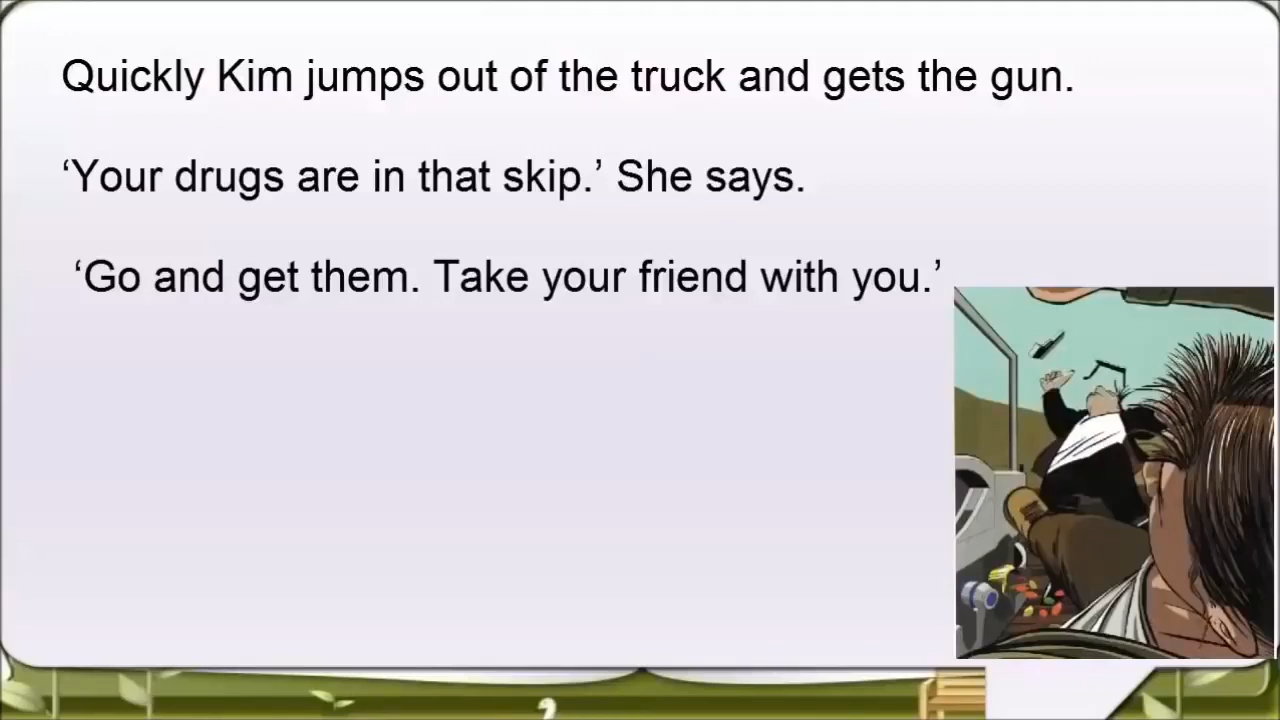 Quickly Kim jumps out of the truck and gets the gun.
‘Your drugs are in that skip.’ She says.
‘Go and get them. Take your friend with you.’